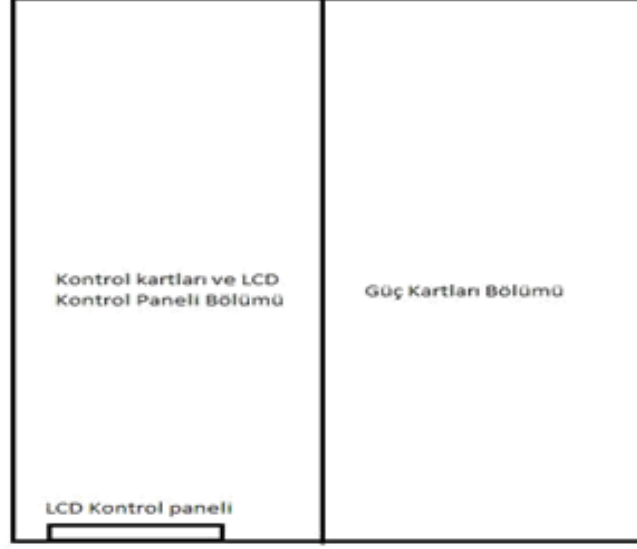 Kontrol kartları ve LCD
Kontrol Paneli Bölümü
Güç Kartları Bölümü
LCD Kontrol paneli